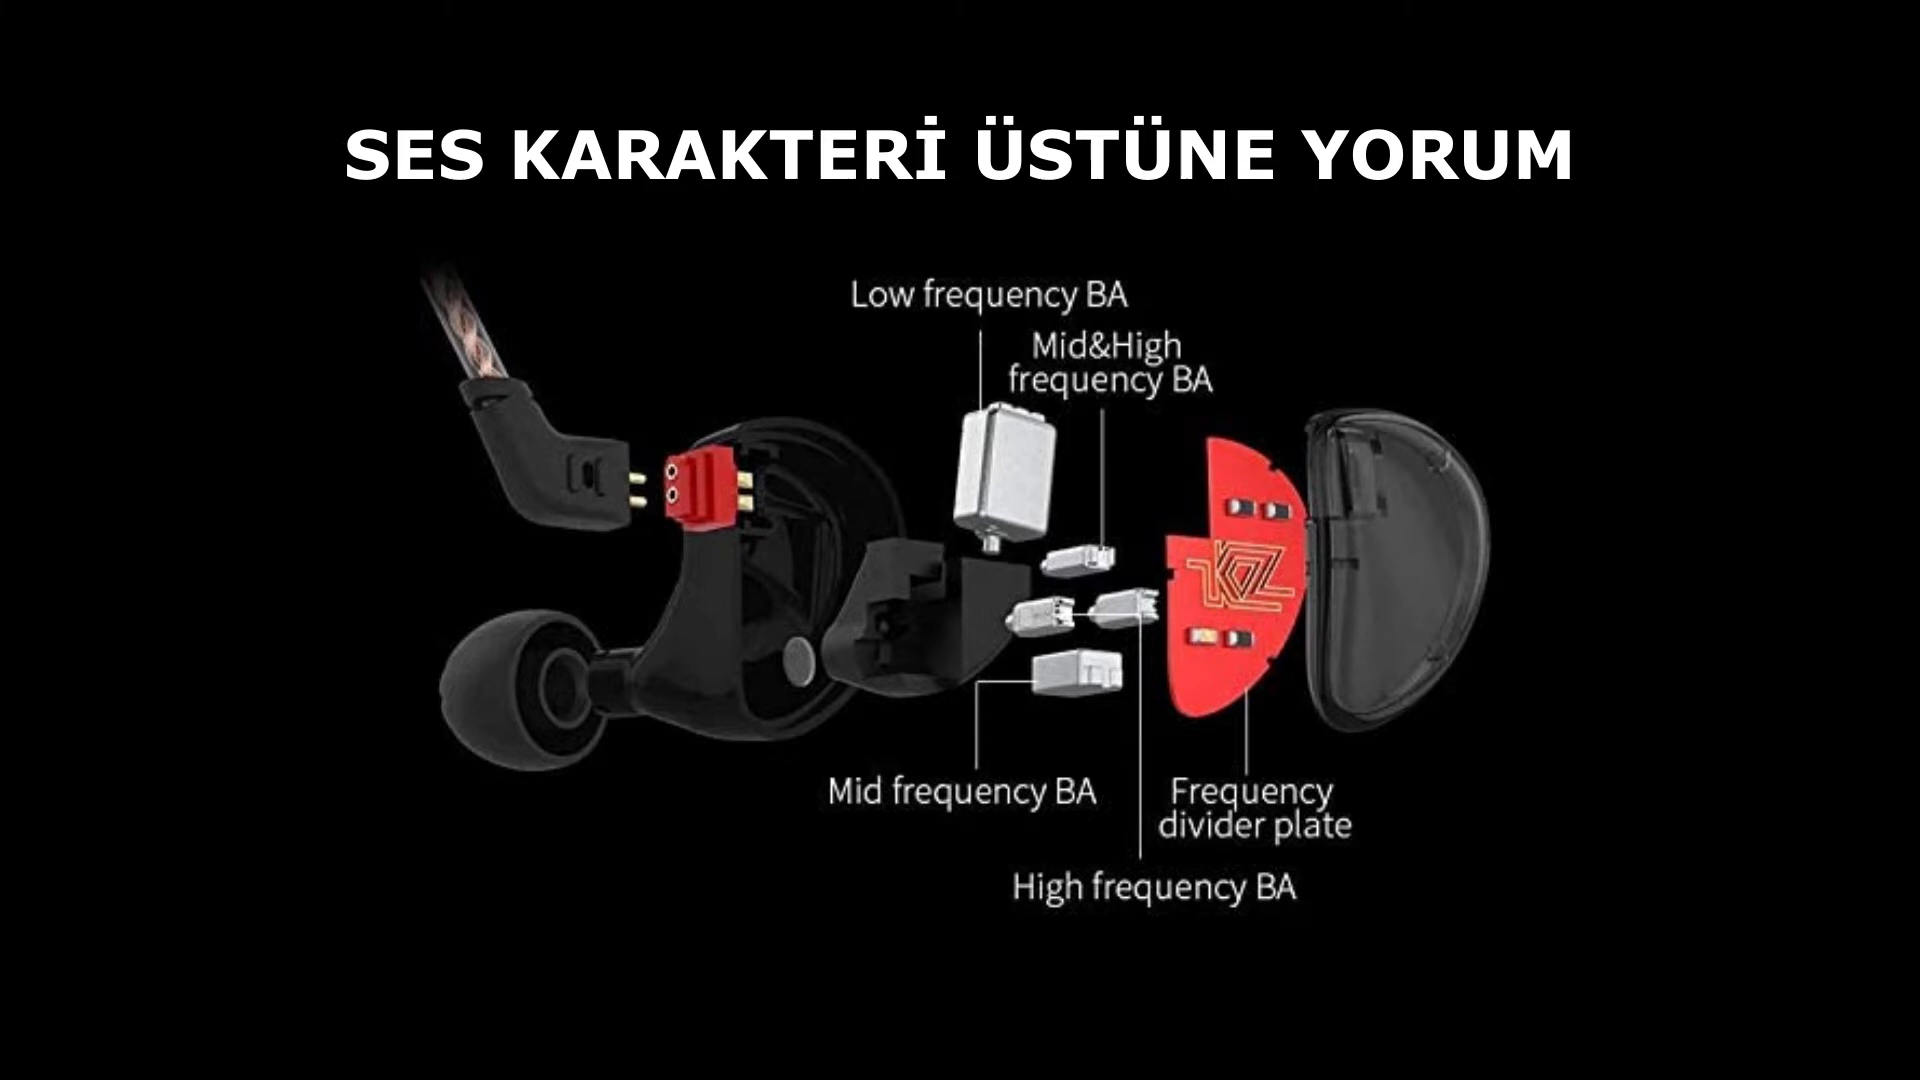 SES KARAKTERİ ÜSTÜNE YORUM
Low frequency BA
Mid&High
frequency BA
KZ
Mid frequency BA
Frequency
divider plate
High frequency BA